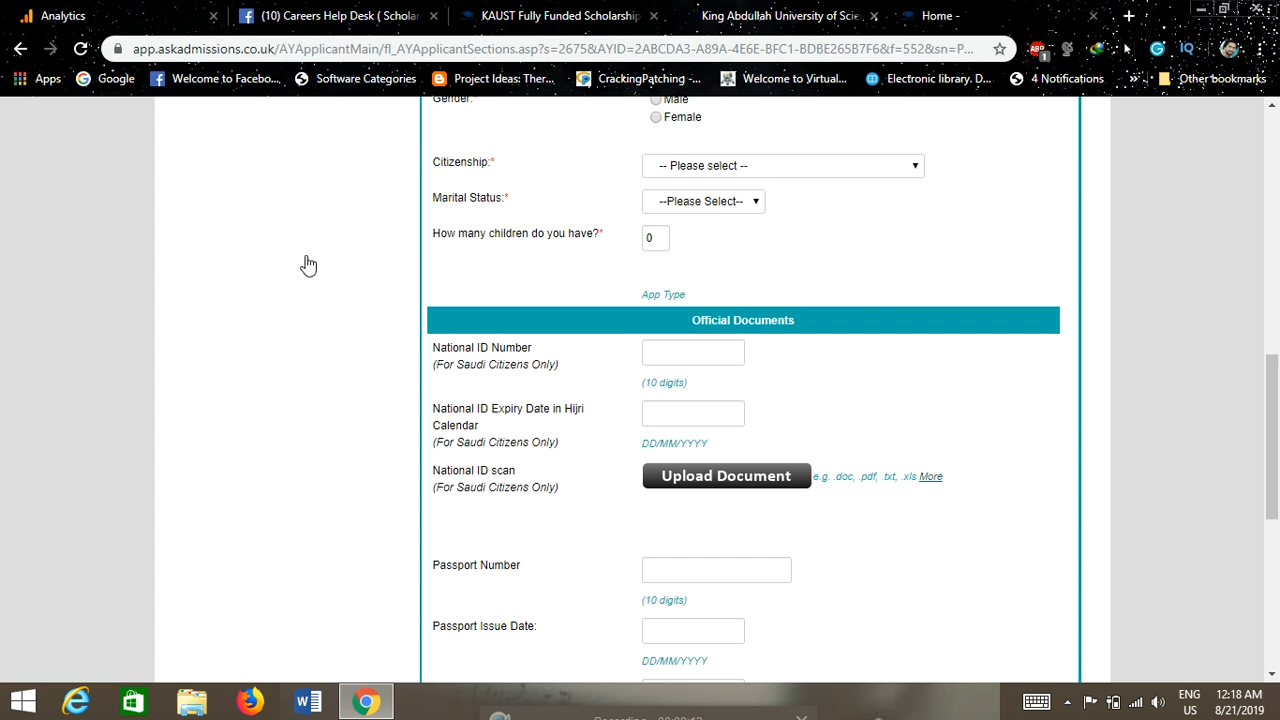 Analytics
(10) Careers Help Desk ( Scholar
KAUST Fully Funded Scholarship
King Abdullah University of Scie
Home -
app.askadmissions.co.uk/AYApplicantMain/fl_AYApplicantSections.asp?s=2675&AYID=2ABCDA3-A89A-4E6E-BFC1-BDBE265B7F6&f=552&sn=P...
Apps
Google
Welcome to Facebo...
Software Categories
Project Ideas: Ther...
CrackingPatching -...
Welcome to Virtual...
Electronic library. D...
4 Notifications
Other bookmarks
Gender:*
Male
Female
Citizenship:*
-- Please select --
Marital Status:*
--Please Select--
How many children do you have?*
0
App Type
Official Documents
National ID Number
(For Saudi Citizens Only)
(10 digits)
National ID Expiry Date in Hijri
Calendar
(For Saudi Citizens Only)
DD/MM/YYYY
National ID scan
(For Saudi Citizens Only)
Upload Document
e.g. .doc, .pdf, .txt, .xls More
Passport Number
(10 digits)
Passport Issue Date:
DD/MM/YYYY
ENG
US
12:18 AM
8/21/2019